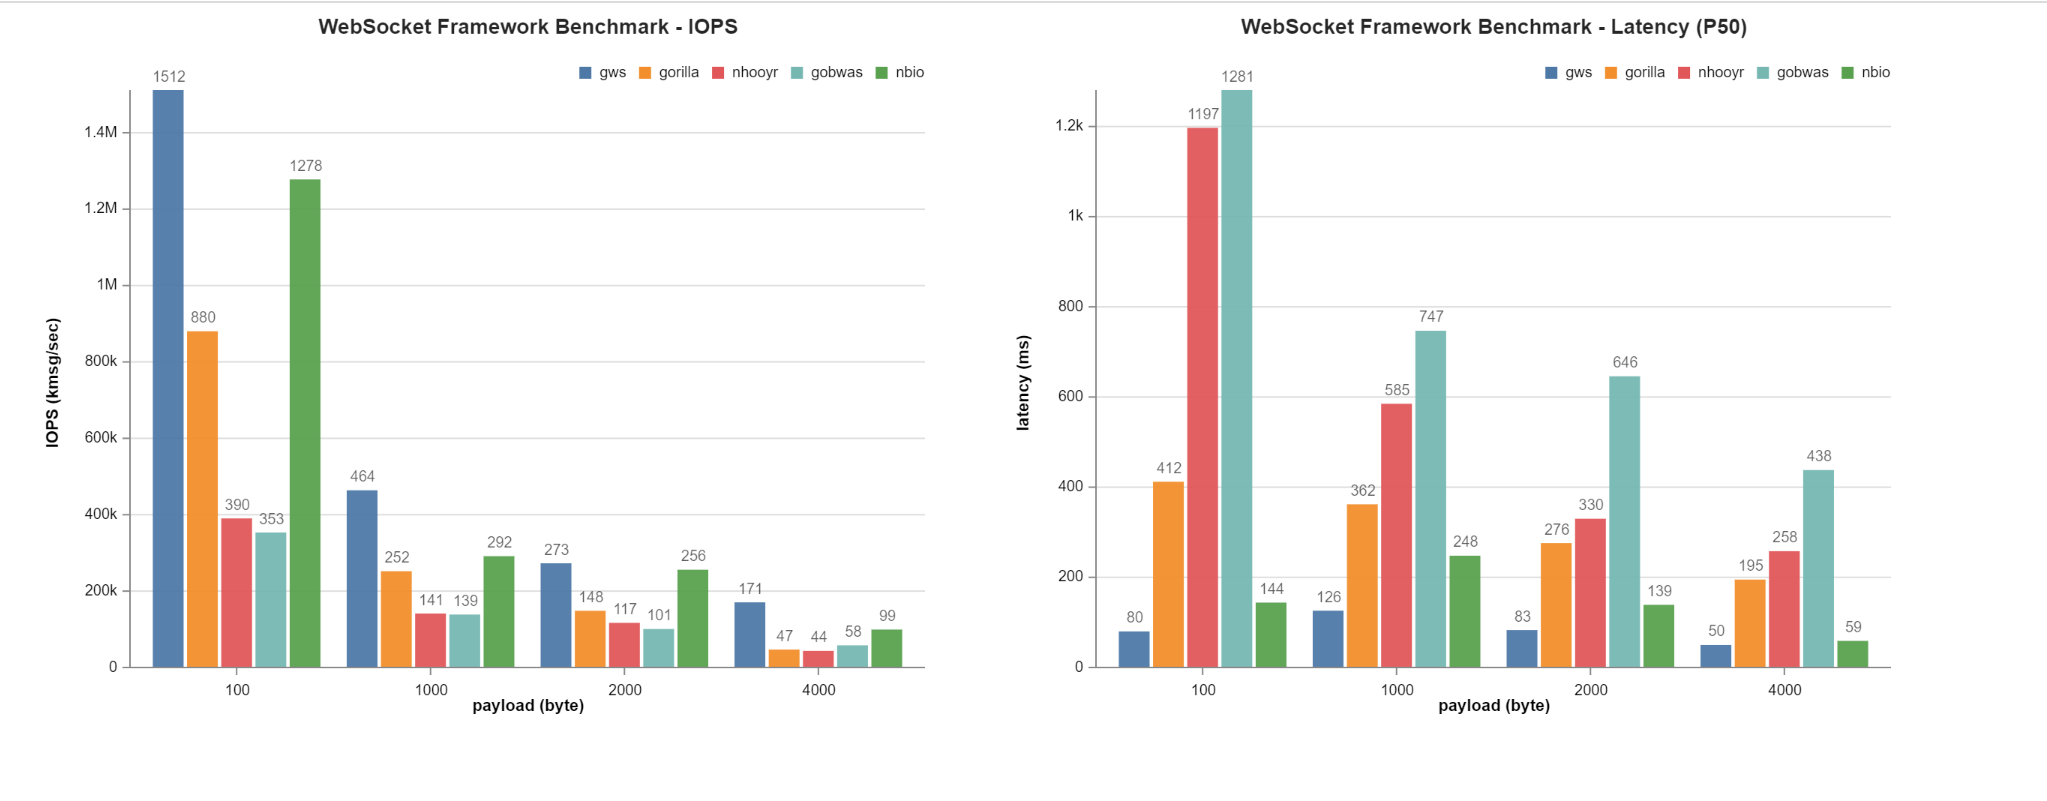 WebSocket Framework Benchmark - IOPS
gws gorilla nhooyr gobwas nbio
IOPS (kmsg/sec)
1.4M
1.2M
1M
800k
600k
400k
200k
0
1512 880 390 353 1278
464 252 141 139 292
273 148 117 101 256
171 47 44 58 99
100 1000 2000 4000
payload (byte)
WebSocket Framework Benchmark - Latency (P50)
gws gorilla nhooyr gobwas nbio
latency (ms)
1.2k
1k
800
600
400
200
0
80 412 1197 1281 144
126 362 585 747 248
83 276 330 646 139
50 195 258 438 59
100 1000 2000 4000
payload (byte)